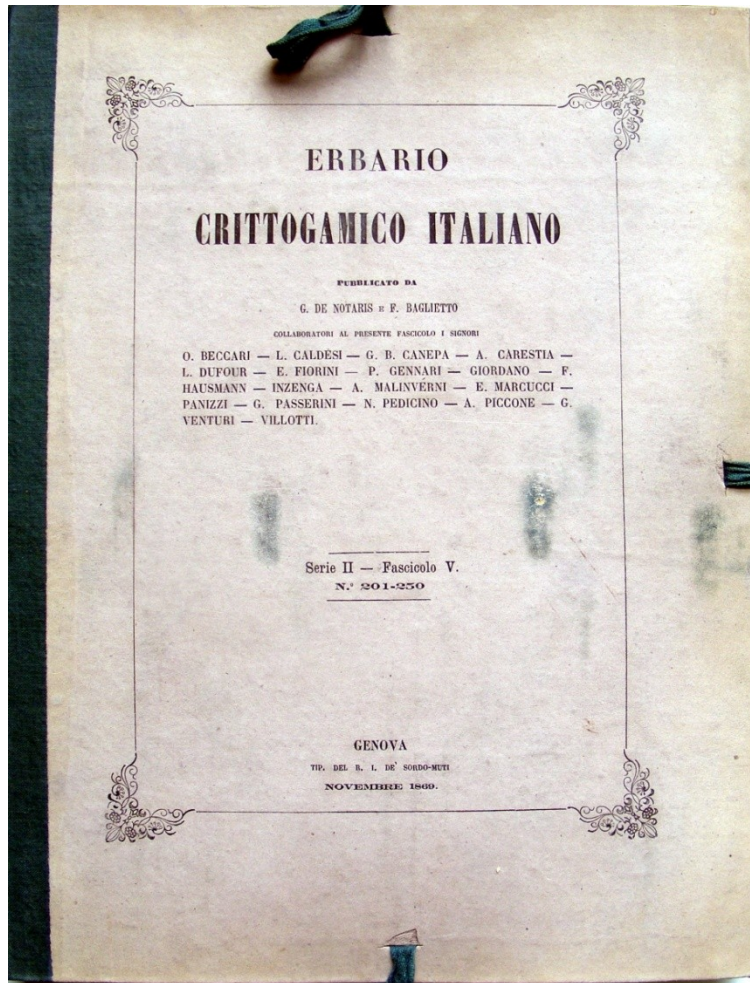 ERBARIO
CRITTOGAMICO ITALIANO
PUBBLICATO DA
G. DE NOTARIS E F. BAGLIETTO
COLLABORATORI AL PRESENTE FASCICOLO I SIGNORI
O. BECCARI — L. CALDESI — G. B. CANEPA — A. CARESTIA —
L. DUFOUR — E. FIORINI — P. GENNARI — GIORDANO — F.
HAUSMANN — INZENGA — A. MALINVERNI — E. MARCUCCI —
PANIZZI — G. PASSERINI — N. PEDICINO — A. PICCONE — G.
VENTURI — VILLOTTI.
Serie II — Fascicolo V.
N.i 201-250
GENOVA
TIP. DEL R. I. DE' SORDO-MUTI
NOVEMBRE 1869.